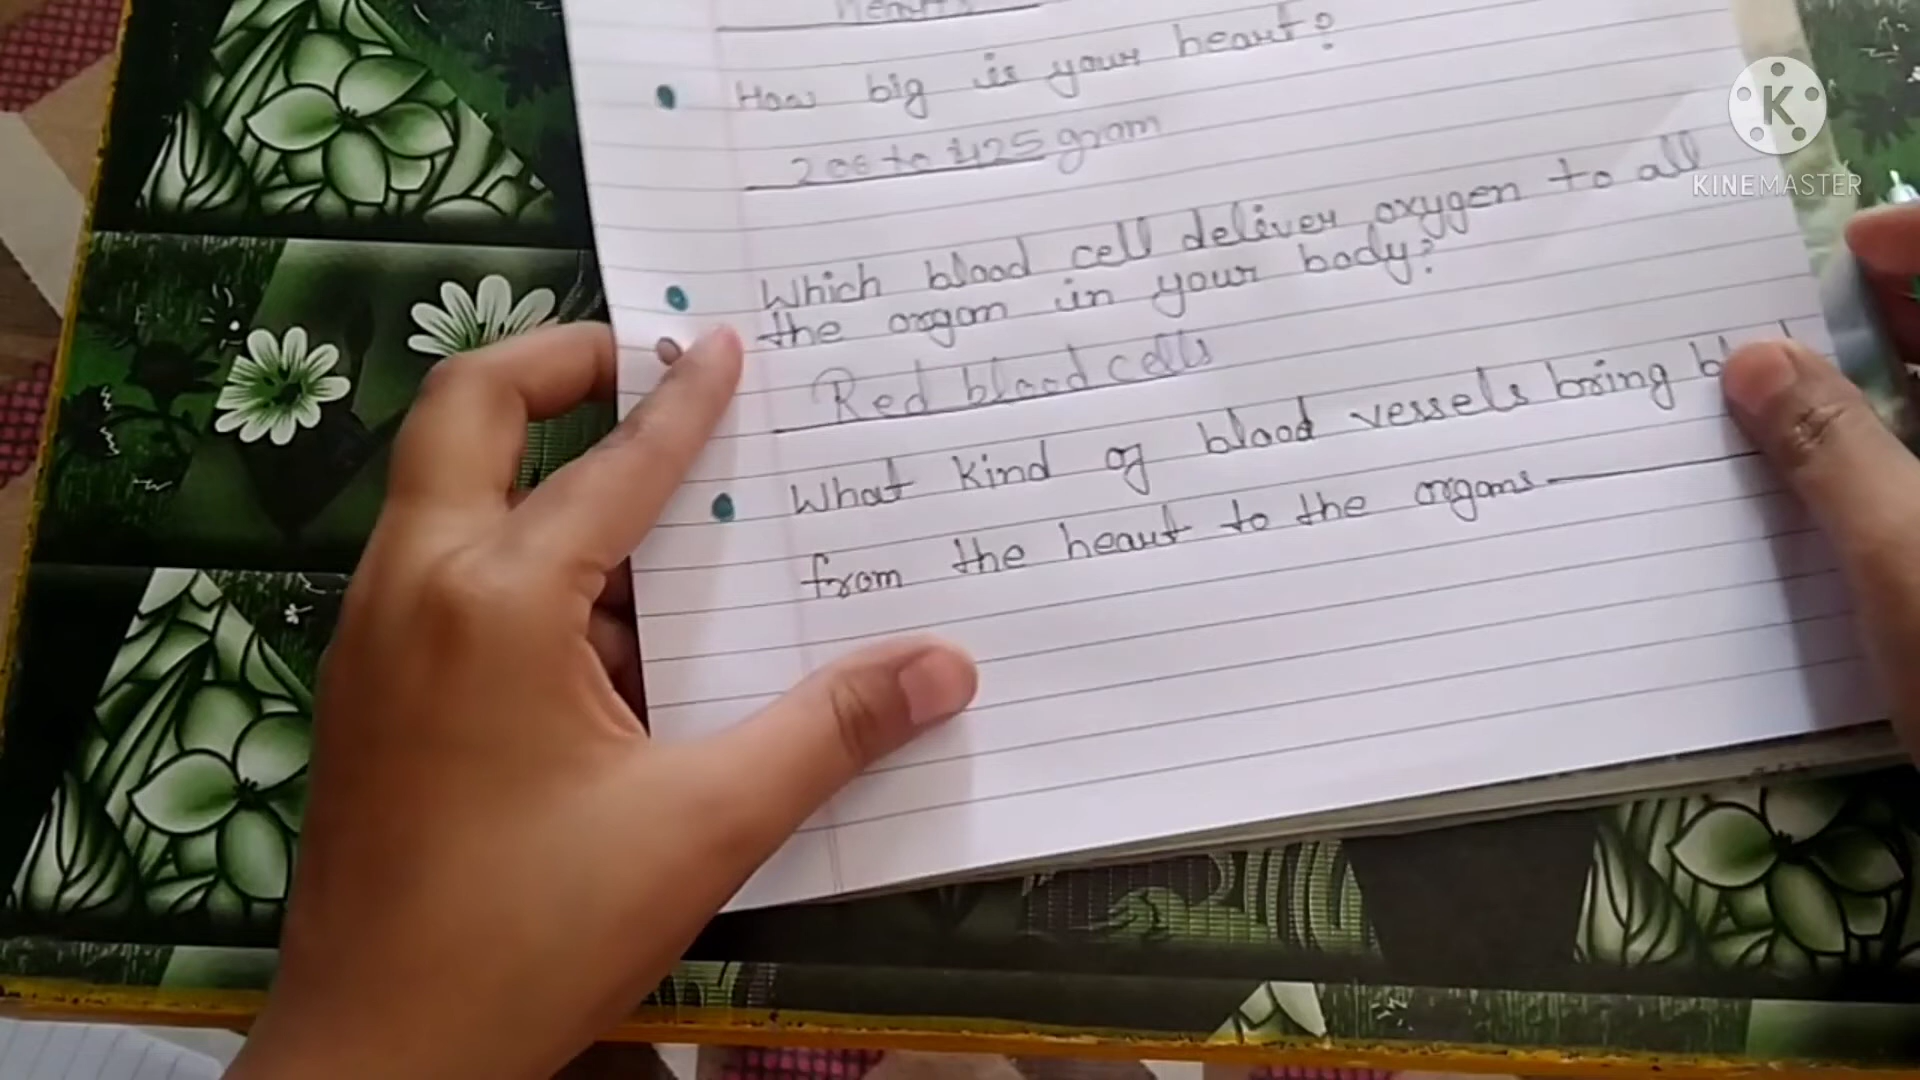 How big is your heart?
200 to 425 gram
Which blood cell deliver oxygen to all
the organ in your body?
Red blood cells
What kind of blood vessels bring
from the heart to the organs
K
KINEMASTER